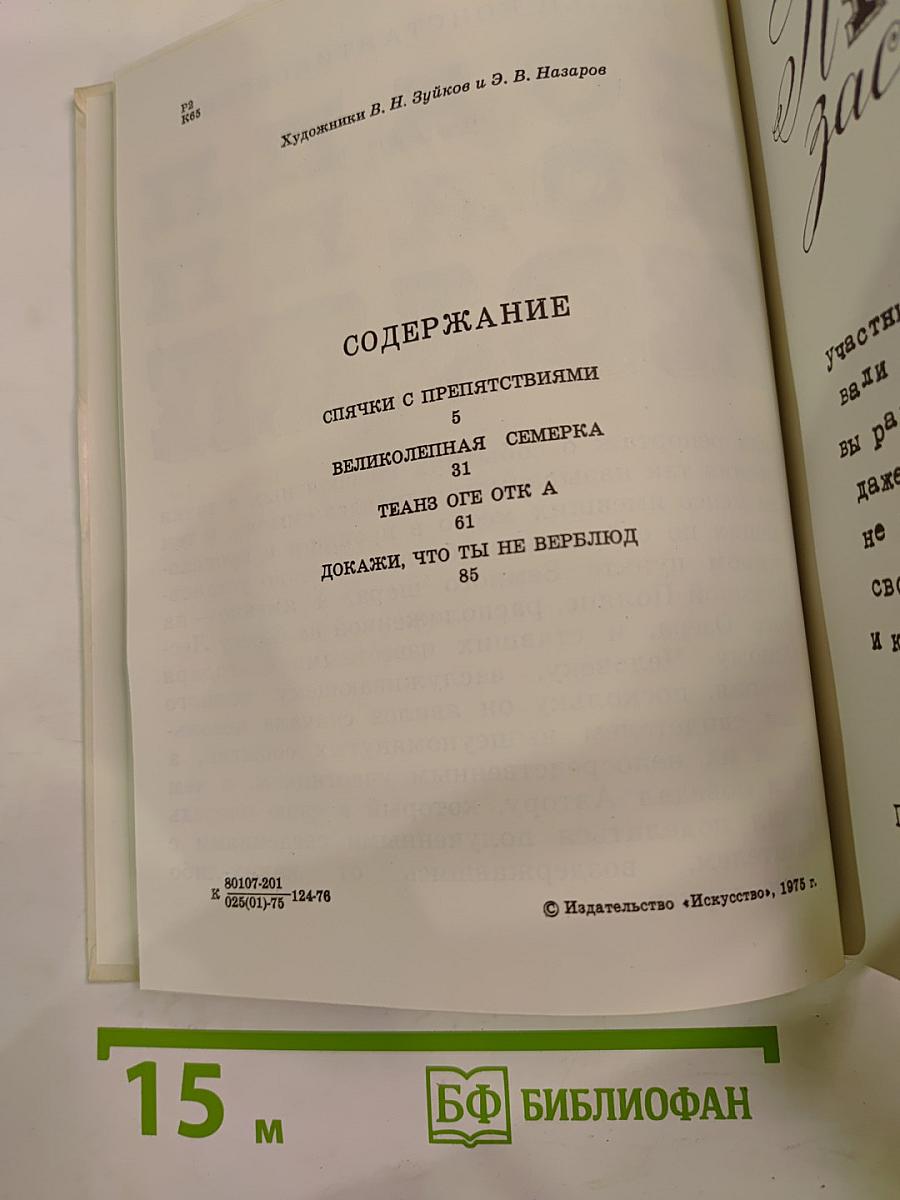 Р2
К65
Художники В. Н. Зуйков и Э. В. Назаров
СОДЕРЖАНИЕ
СПЯЧКИ С ПРЕПЯТСТВИЯМИ
5
ВЕЛИКОЛЕПНАЯ СЕМЕРКА
31
ТЕАНЗ ОГЕ ОТК А
61
ДОКАЖИ, ЧТО ТЫ НЕ ВЕРБЛЮД
85
К 80107-201
025(01)-75 -124-76
© Издательство «Искусство», 1975 г.
зас
участни
вали
вы ра
даже
не
сво
и к
15 м
БФ БИБЛИОФАН